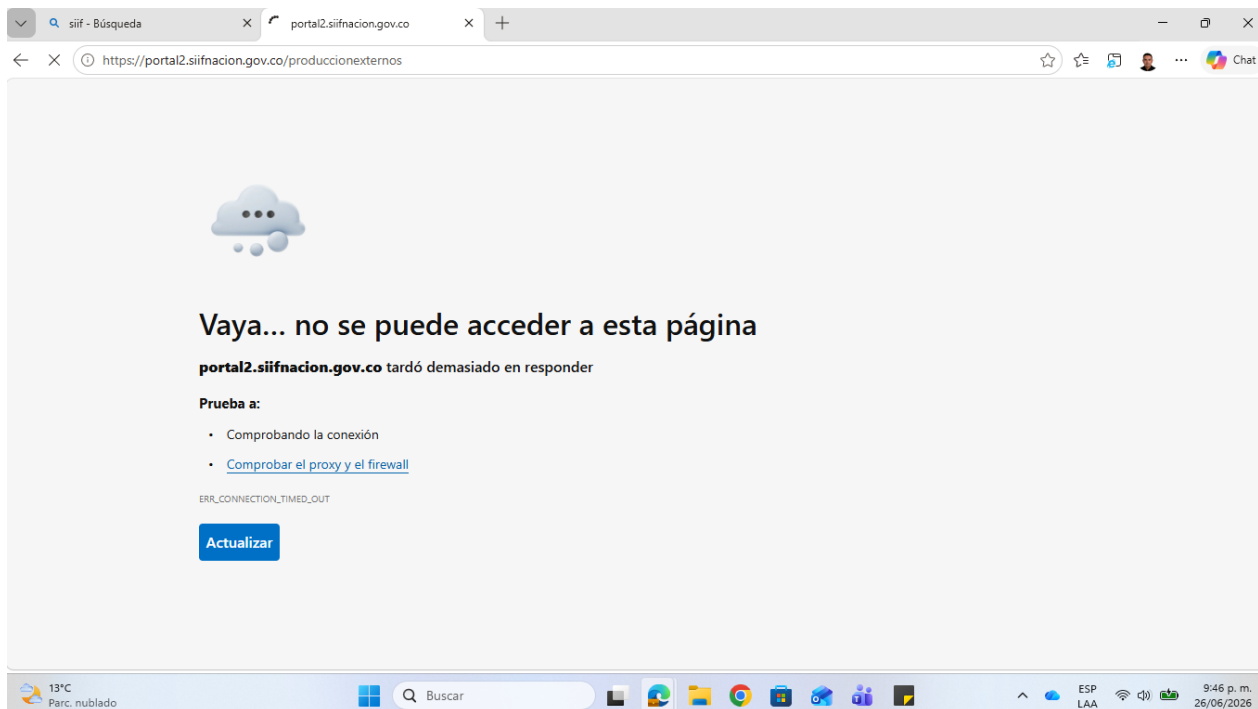 siif - Búsqueda
portal2.siifnacion.gov.co
https://portal2.siifnacion.gov.co/produccionexternos
Chat
Vaya... no se puede acceder a esta página
portal2.siifnacion.gov.co tardó demasiado en responder
Prueba a:
• Comprobando la conexión
• Comprobar el proxy y el firewall
ERR_CONNECTION_TIMED_OUT
Actualizar
13°C
Parc. nublado
Buscar
ESP
LAA
9:46 p. m.
26/06/2026